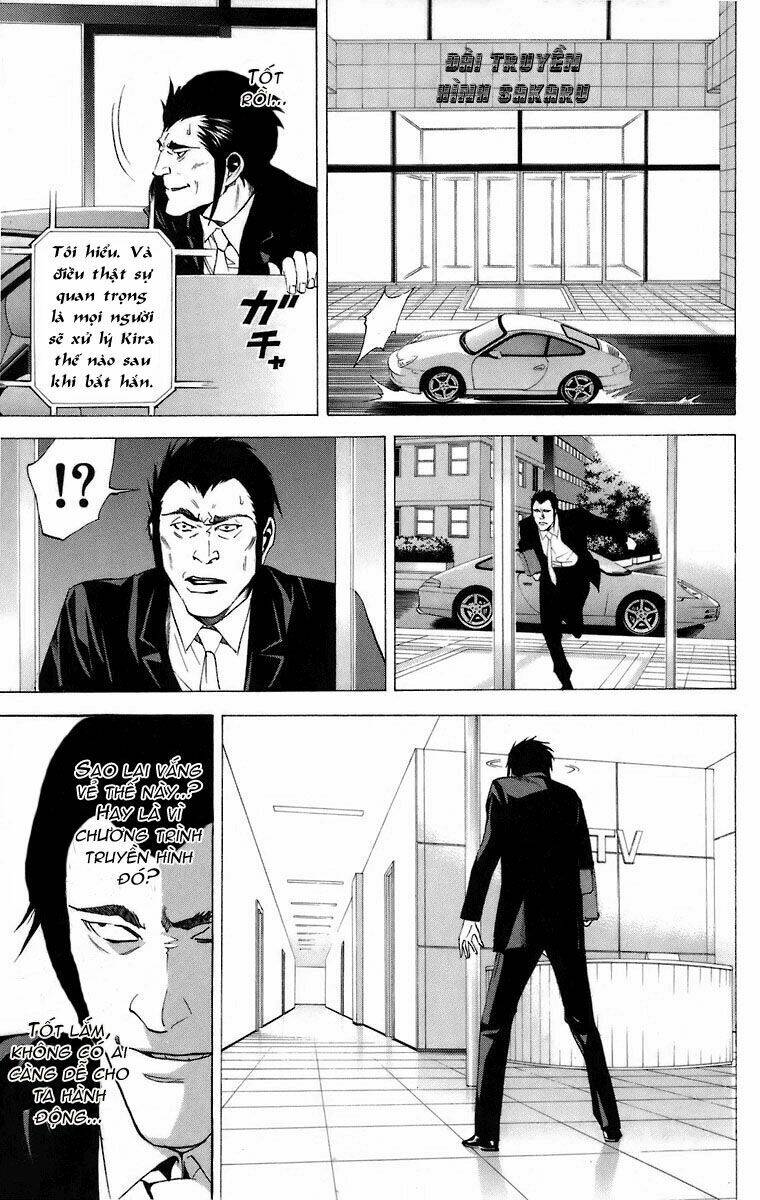 ĐÀI TRUYỀN
HÌNH SAKARU
TỐT
RỒI...
Tôi hiểu. Và
điều thật sự
quan trọng
là mọi người
sẽ xử lý Kira
thế nào sau
khi bắt hắn.
ガチャ
!?
SAO LẠI VẮNG
VẺ THẾ NÀY..?
HAY LÀ VÌ
CHƯƠNG TRÌNH
TRUYỀN HÌNH
ĐÓ?
TV
TỐT LẮM,
KHÔNG CÓ AI
CÀNG DỄ CHO
TA HÀNH
ĐỘNG...